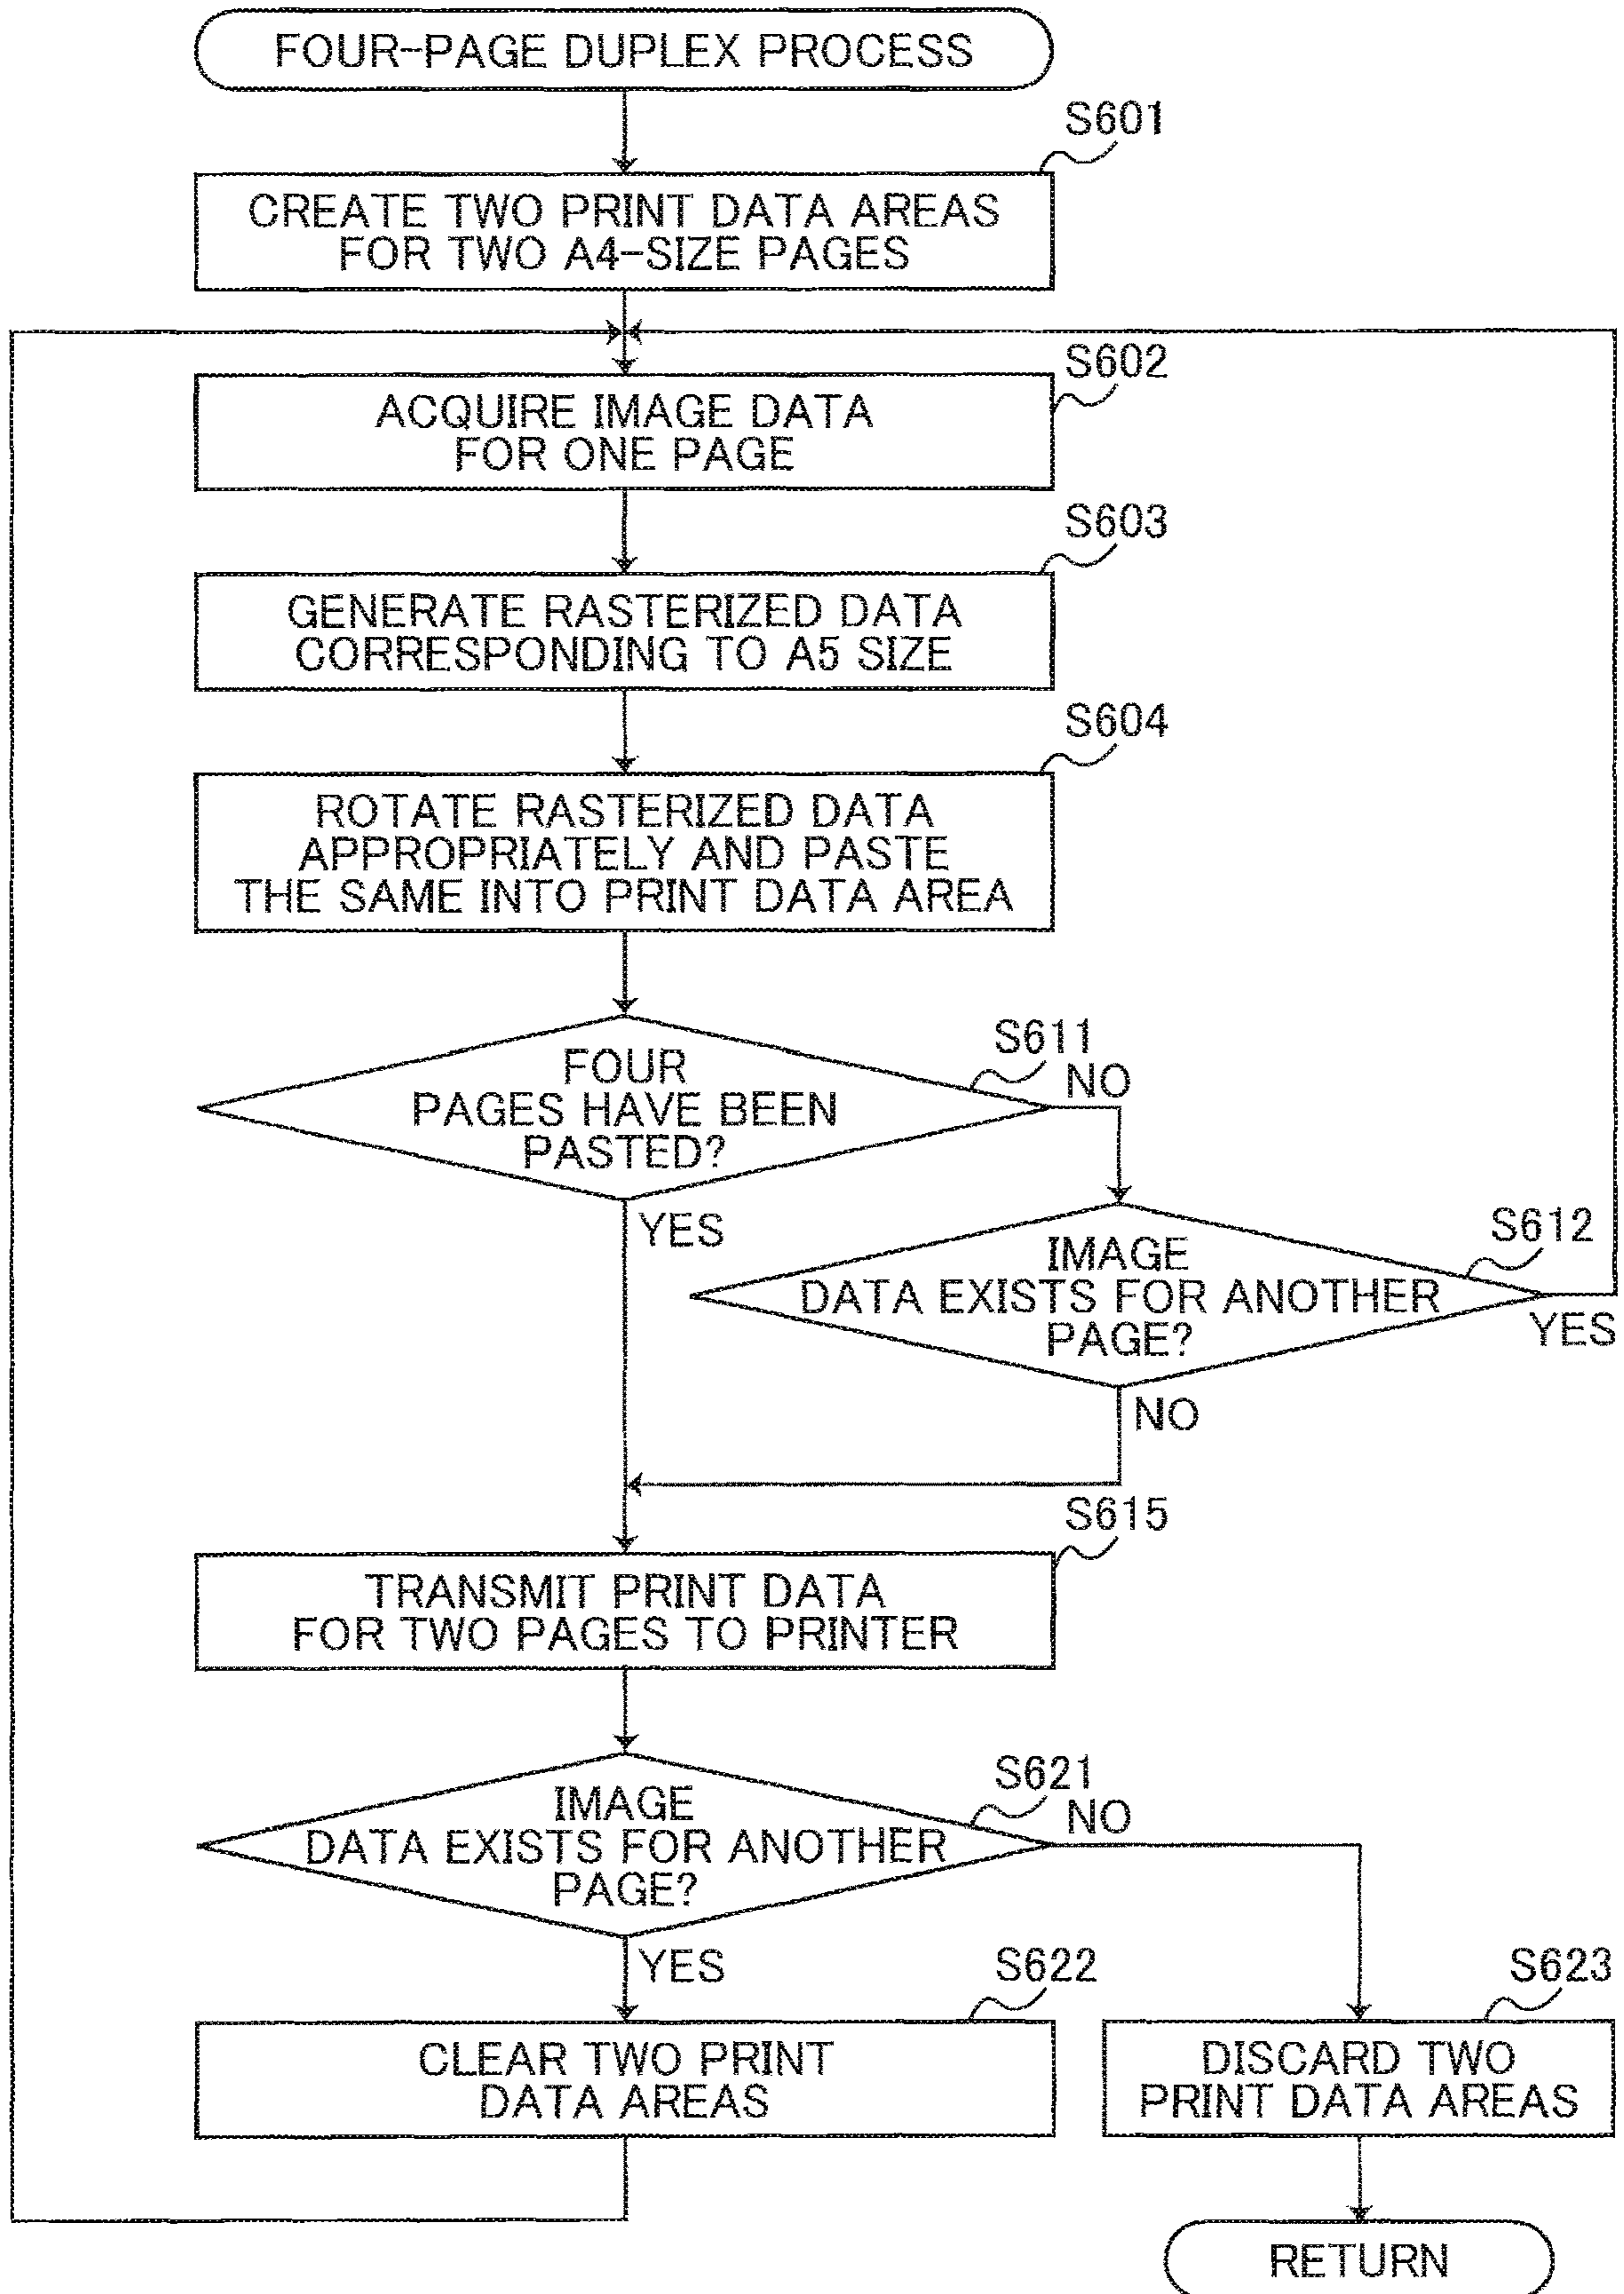 FOUR-PAGE DUPLEX PROCESS
S601
CREATE TWO PRINT DATA AREAS
FOR TWO A4-SIZE PAGES
S602
ACQUIRE IMAGE DATA
FOR ONE PAGE
S603
GENERATE RASTERIZED DATA
CORRESPONDING TO A5 SIZE
S604
ROTATE RASTERIZED DATA
APPROPRIATELY AND PASTE
THE SAME INTO PRINT DATA AREA
S611
FOUR
PAGES HAVE BEEN
PASTED?
NO
YES
S612
IMAGE
DATA EXISTS FOR ANOTHER
PAGE?
YES
NO
S615
TRANSMIT PRINT DATA
FOR TWO PAGES TO PRINTER
S621
IMAGE
DATA EXISTS FOR ANOTHER
PAGE?
NO
YES
S622
CLEAR TWO PRINT
DATA AREAS
S623
DISCARD TWO
PRINT DATA AREAS
RETURN